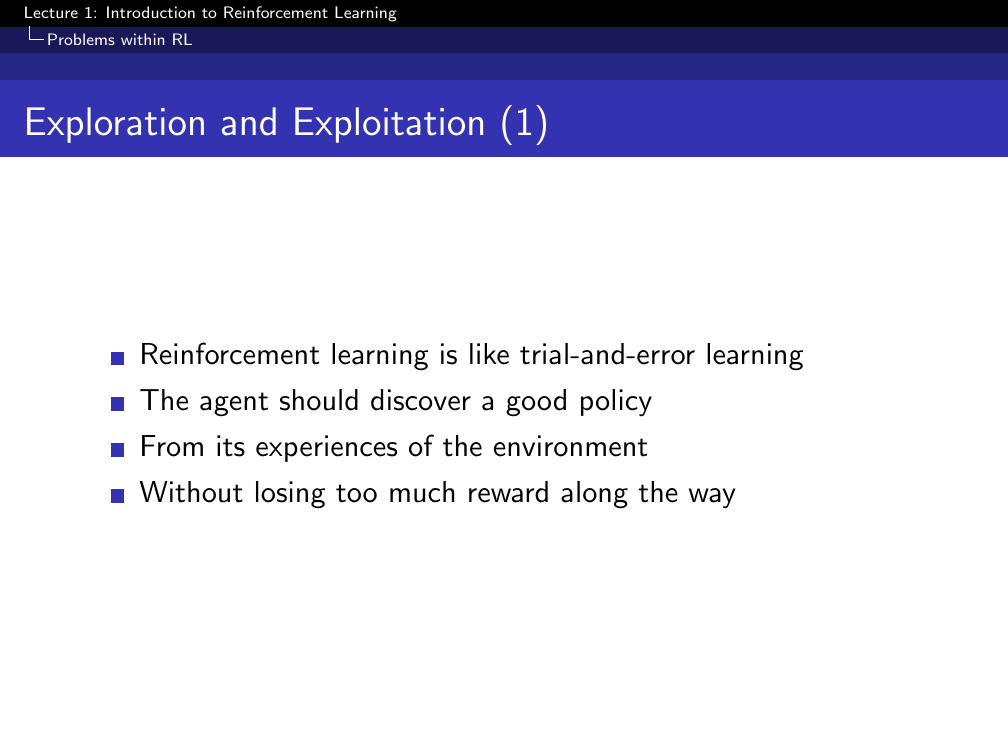 Lecture 1: Introduction to Reinforcement Learning
Problems within RL
Exploration and Exploitation (1)
Reinforcement learning is like trial-and-error learning
The agent should discover a good policy
From its experiences of the environment
Without losing too much reward along the way